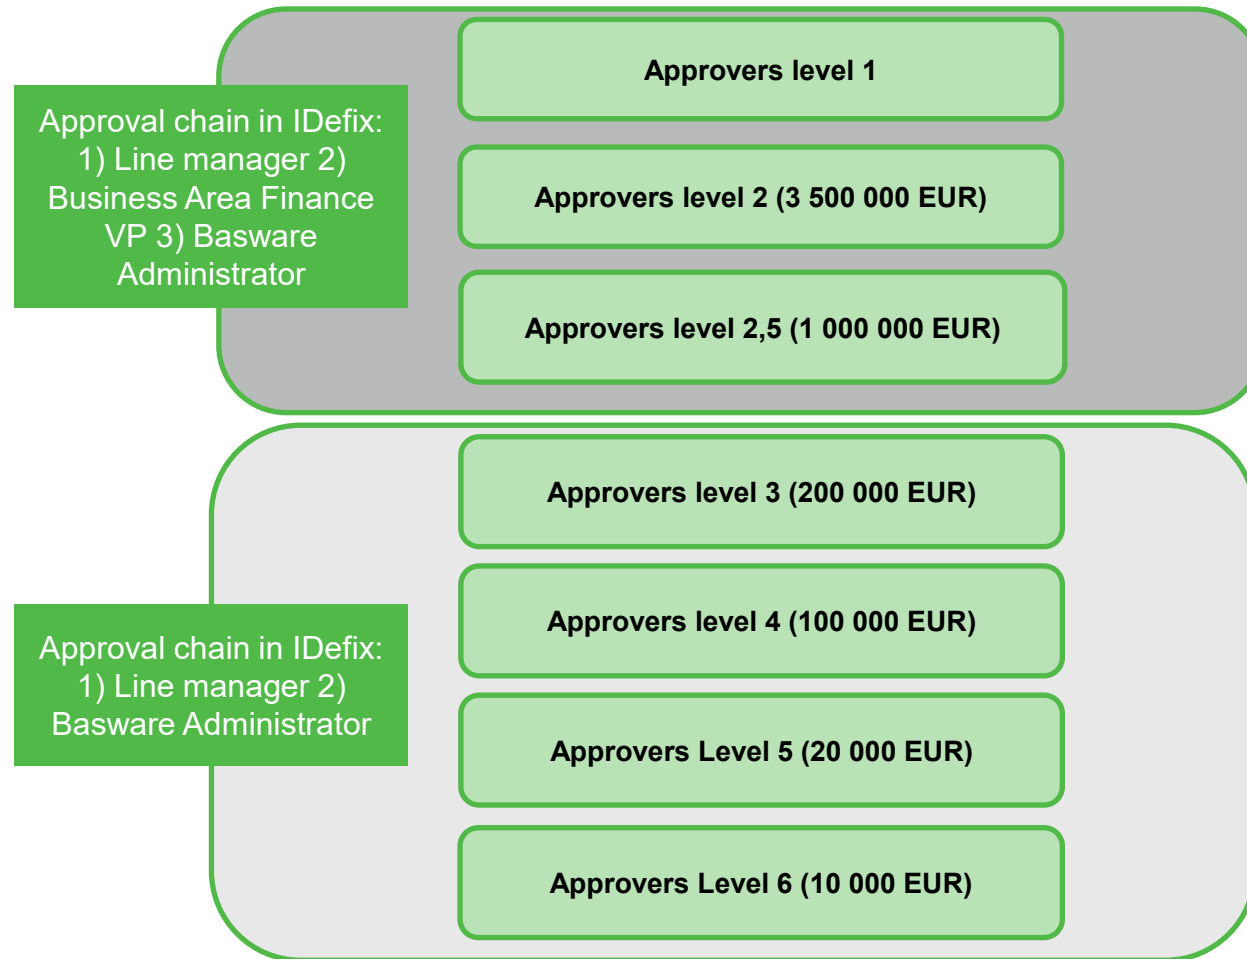 Approvers level 1
Approval chain in IDefix:
1) Line manager 2)
Business Area Finance
VP 3) Basware
Administrator
Approvers level 2 (3 500 000 EUR)
Approvers level 2,5 (1 000 000 EUR)
Approvers level 3 (200 000 EUR)
Approvers level 4 (100 000 EUR)
Approval chain in IDefix:
1) Line manager 2)
Basware Administrator
Approvers Level 5 (20 000 EUR)
Approvers Level 6 (10 000 EUR)